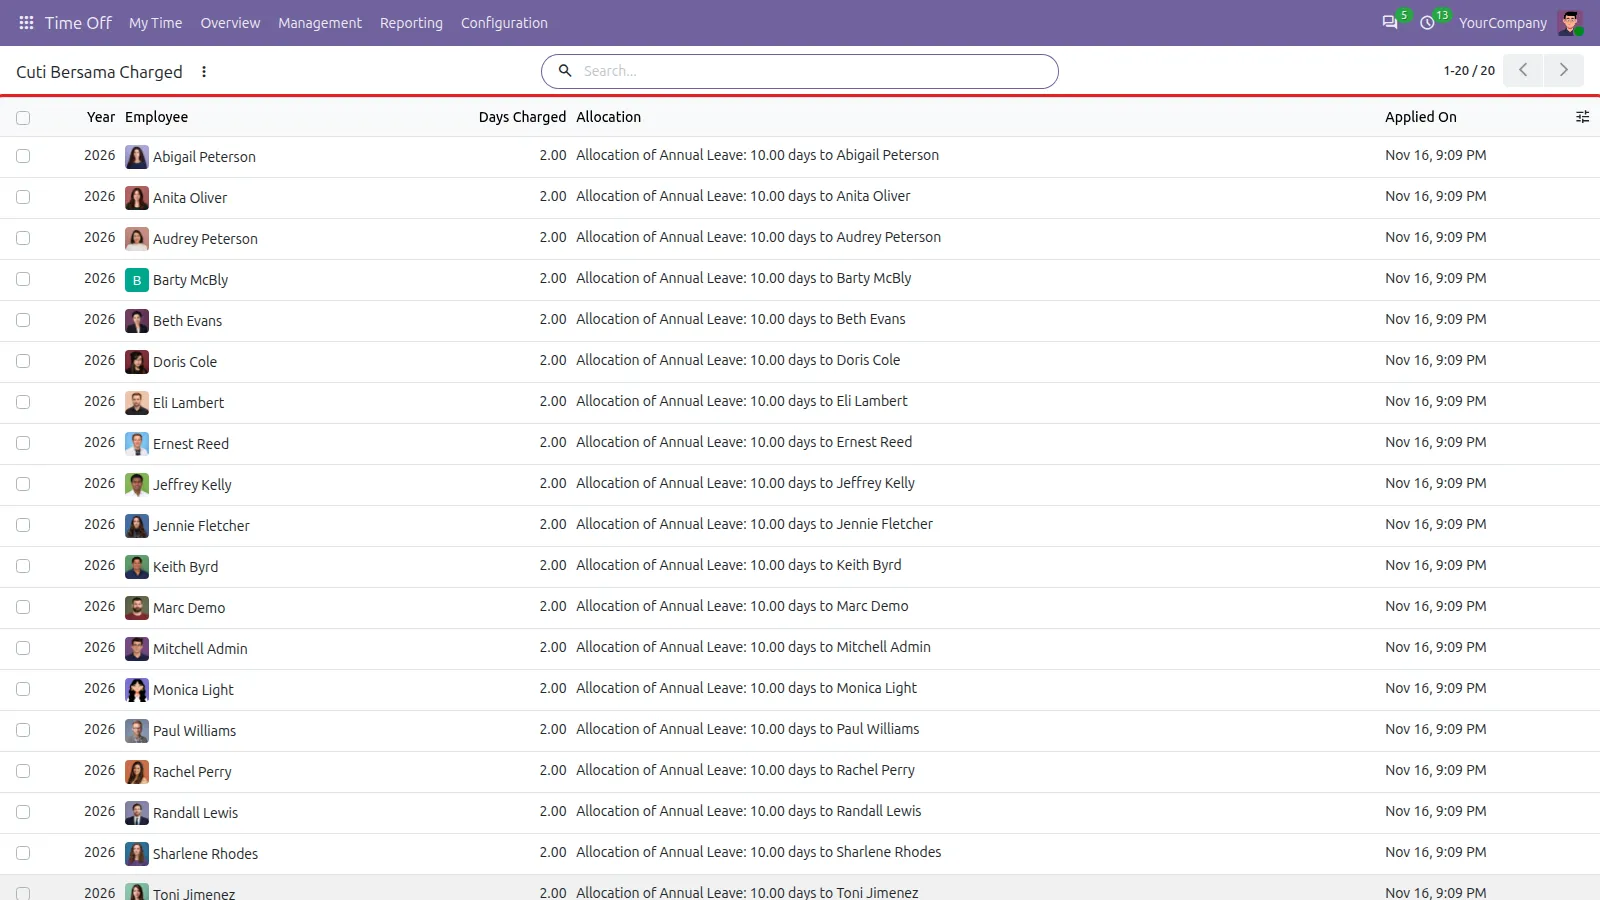 Time Off My Time Overview Management Reporting Configuration 5 13 YourCompany
Cuti Bersama Charged Search... 1-20 / 20
Year Employee Days Charged Allocation Applied On
2026 Abigail Peterson 2.00 Allocation of Annual Leave: 10.00 days to Abigail Peterson Nov 16, 9:09 PM
2026 Anita Oliver 2.00 Allocation of Annual Leave: 10.00 days to Anita Oliver Nov 16, 9:09 PM
2026 Audrey Peterson 2.00 Allocation of Annual Leave: 10.00 days to Audrey Peterson Nov 16, 9:09 PM
2026 B Barty McBly 2.00 Allocation of Annual Leave: 10.00 days to Barty McBly Nov 16, 9:09 PM
2026 Beth Evans 2.00 Allocation of Annual Leave: 10.00 days to Beth Evans Nov 16, 9:09 PM
2026 Doris Cole 2.00 Allocation of Annual Leave: 10.00 days to Doris Cole Nov 16, 9:09 PM
2026 Eli Lambert 2.00 Allocation of Annual Leave: 10.00 days to Eli Lambert Nov 16, 9:09 PM
2026 Ernest Reed 2.00 Allocation of Annual Leave: 10.00 days to Ernest Reed Nov 16, 9:09 PM
2026 Jeffrey Kelly 2.00 Allocation of Annual Leave: 10.00 days to Jeffrey Kelly Nov 16, 9:09 PM
2026 Jennie Fletcher 2.00 Allocation of Annual Leave: 10.00 days to Jennie Fletcher Nov 16, 9:09 PM
2026 Keith Byrd 2.00 Allocation of Annual Leave: 10.00 days to Keith Byrd Nov 16, 9:09 PM
2026 Marc Demo 2.00 Allocation of Annual Leave: 10.00 days to Marc Demo Nov 16, 9:09 PM
2026 Mitchell Admin 2.00 Allocation of Annual Leave: 10.00 days to Mitchell Admin Nov 16, 9:09 PM
2026 Monica Light 2.00 Allocation of Annual Leave: 10.00 days to Monica Light Nov 16, 9:09 PM
2026 Paul Williams 2.00 Allocation of Annual Leave: 10.00 days to Paul Williams Nov 16, 9:09 PM
2026 Rachel Perry 2.00 Allocation of Annual Leave: 10.00 days to Rachel Perry Nov 16, 9:09 PM
2026 Randall Lewis 2.00 Allocation of Annual Leave: 10.00 days to Randall Lewis Nov 16, 9:09 PM
2026 Sharlene Rhodes 2.00 Allocation of Annual Leave: 10.00 days to Sharlene Rhodes Nov 16, 9:09 PM
2026 Toni Jimenez 2.00 Allocation of Annual Leave: 10.00 days to Toni Jimenez Nov 16, 9:09 PM